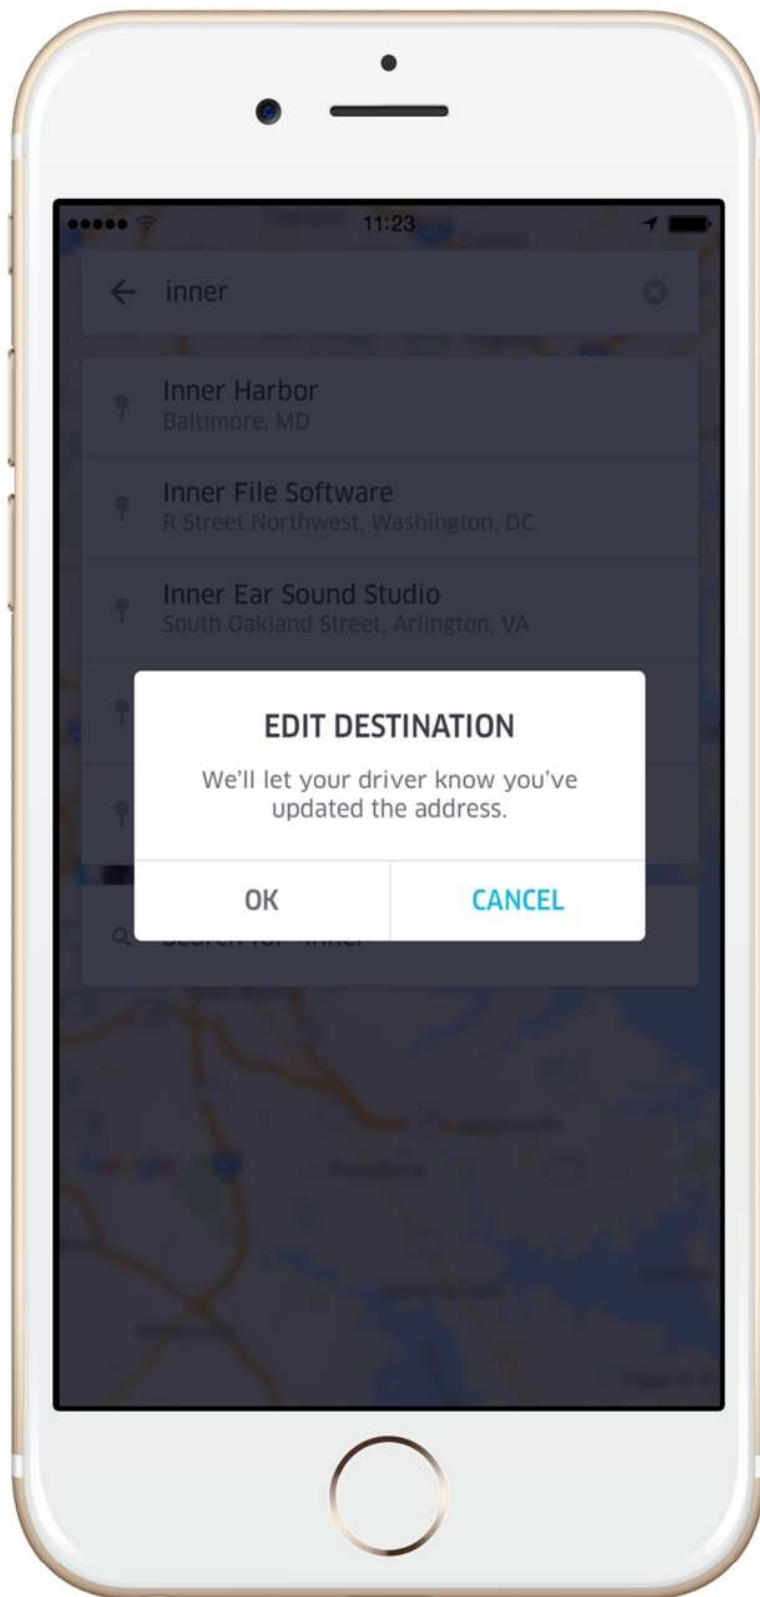 11:23
inner
Inner Harbor
Baltimore, MD
Inner File Software
R Street Northwest, Washington, DC
Inner Ear Sound Studio
South Oakland Street, Arlington, VA
EDIT DESTINATION
We'll let your driver know you've
updated the address.
OK
CANCEL
Google